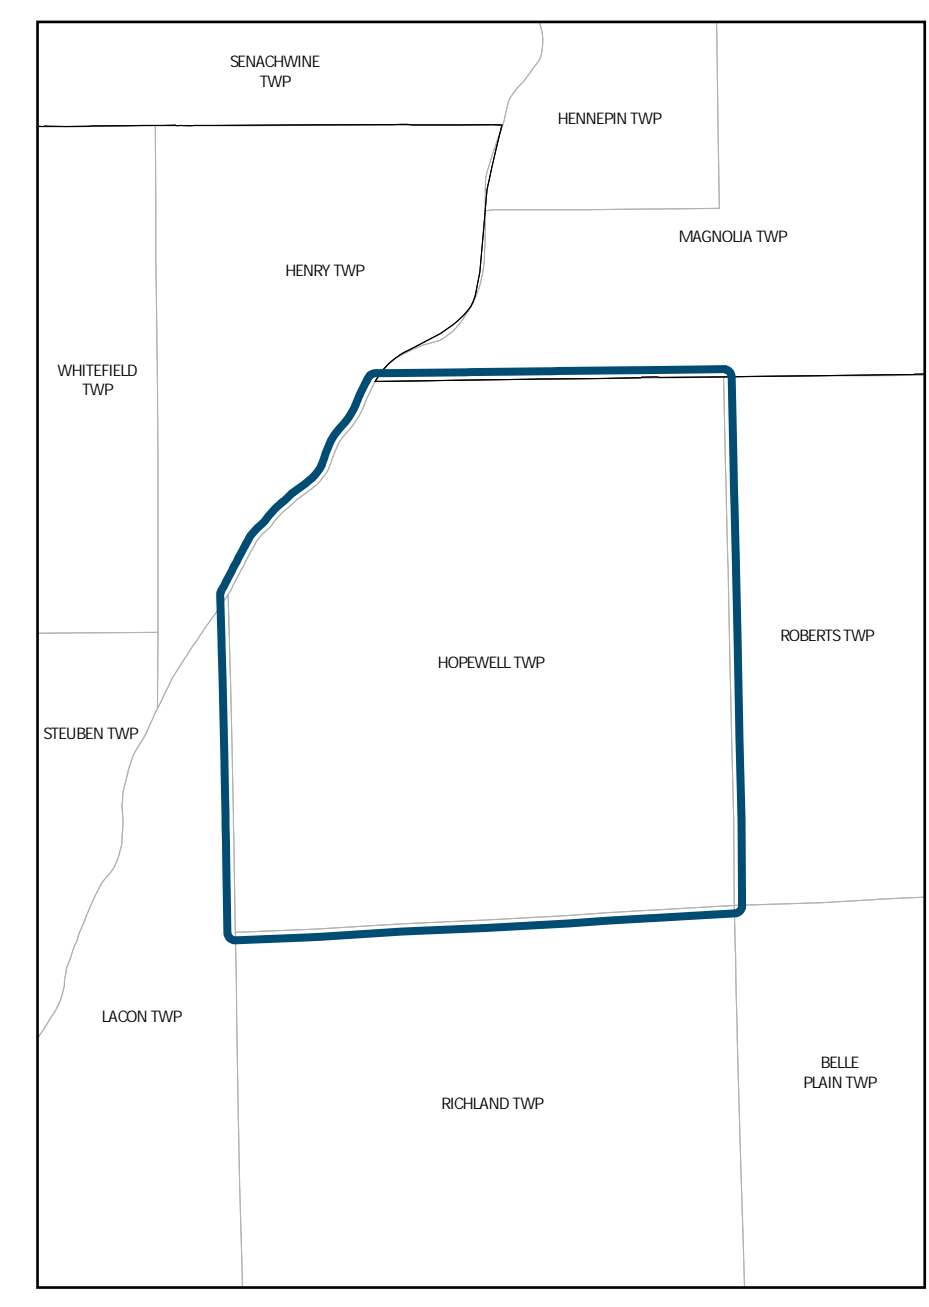 SENACHWINE
TWP
HENNEPIN TWP
MAGNOLIA TWP
HENRY TWP
WHITEFIELD
TWP
ROBERTS TWP
HOPEWELL TWP
STEUBEN TWP
LACON TWP
BELLE
PLAIN TWP
RICHLAND TWP